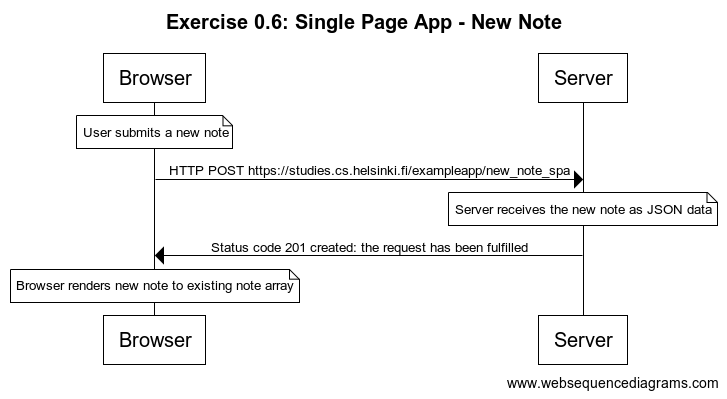 Exercise 0.6: Single Page App - New Note
Browser
Server
User submits a new note
HTTP POST https://studies.cs.helsinki.fi/exampleapp/new_note_spa
Server receives the new note as JSON data
Status code 201 created: the request has been fulfilled
Browser renders new note to existing note array
Browser
Server
www.websequencediagrams.com